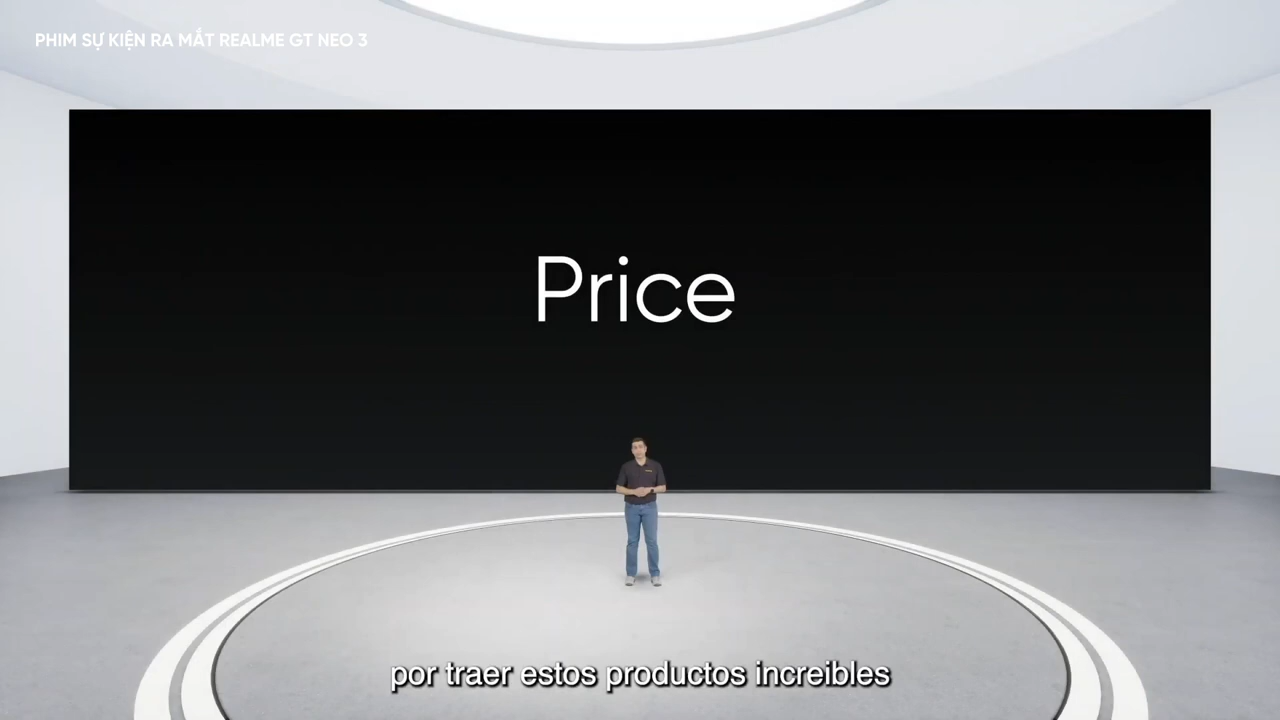 PHIM SỰ KIỆN RA MẮT REALME GT NEO 3
Price
por traer estos productos increibles